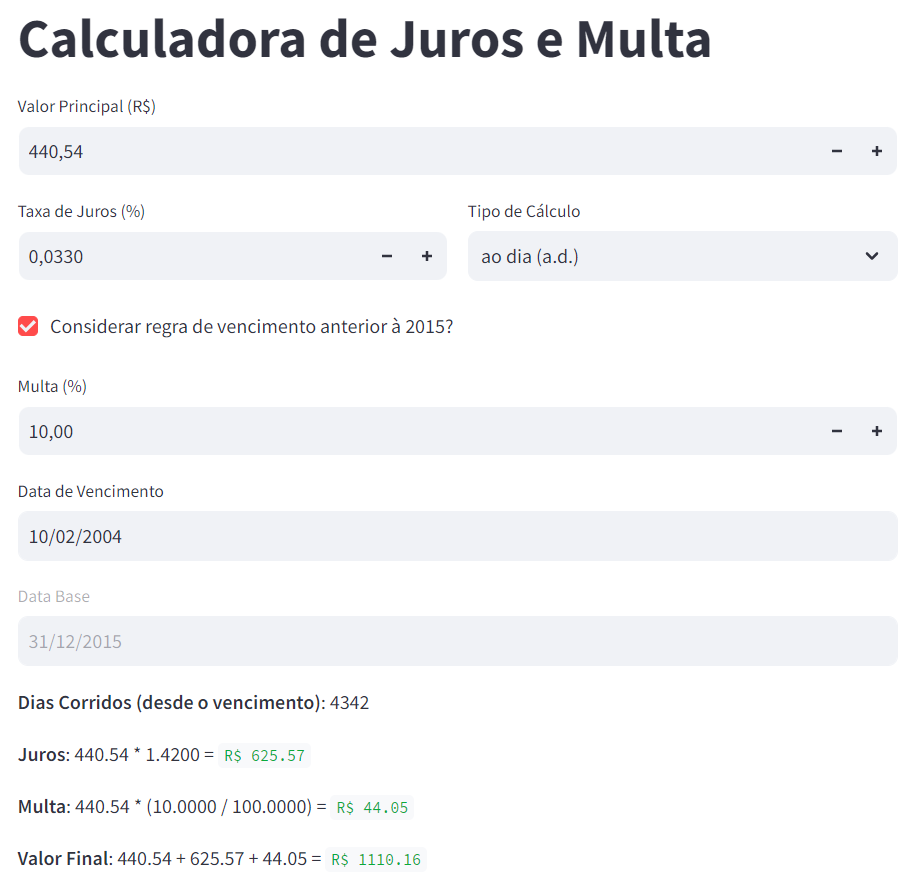 Calculadora de Juros e Multa
Valor Principal (R$)
440,54
Taxa de Juros (%)
Tipo de Cálculo
0,0330
ao dia (a.d.)
Considerar regra de vencimento anterior à 2015?
Multa (%)
10,00
Data de Vencimento
10/02/2004
Data Base
31/12/2015
Dias Corridos (desde o vencimento): 4342
Juros: 440.54 * 1.4200 = R$ 625.57
Multa: 440.54 * (10.0000 / 100.0000) = R$ 44.05
Valor Final: 440.54 + 625.57 + 44.05 = R$ 1110.16